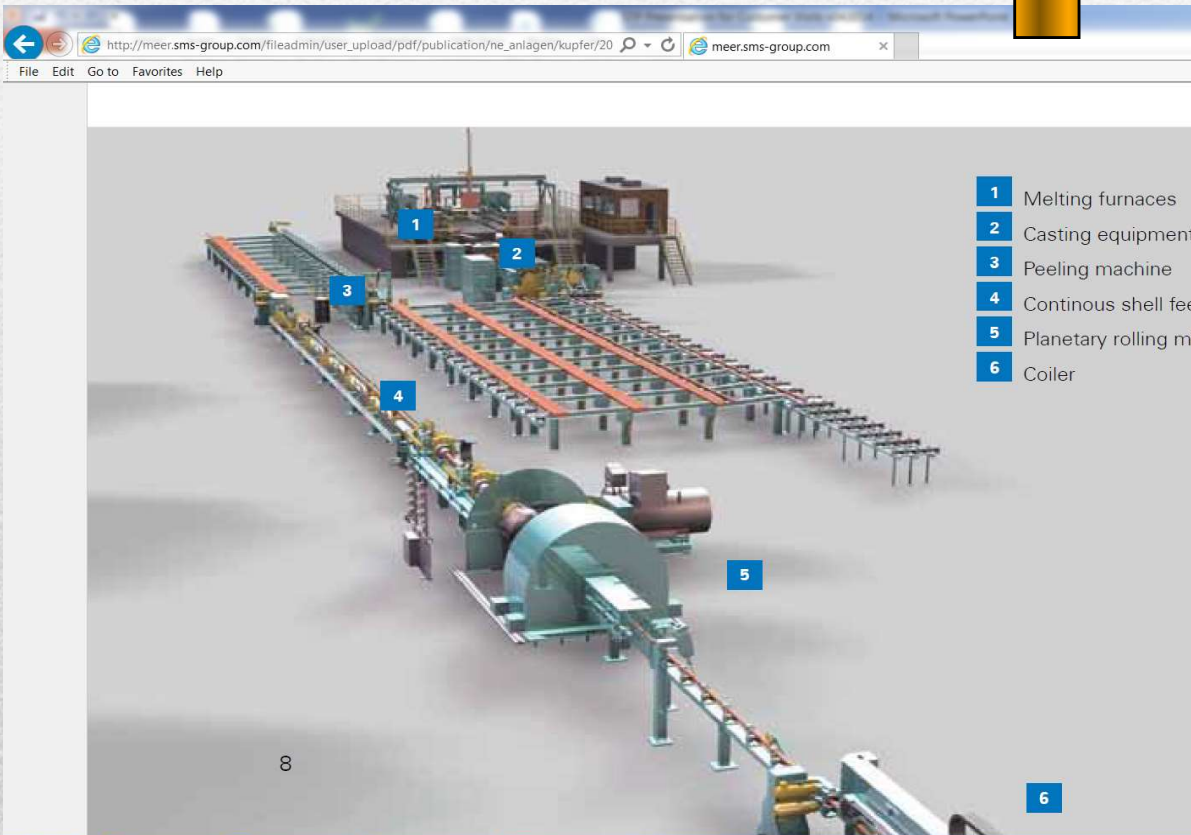 http://meer.sms-group.com/fileadmin/user_upload/pdf/publication/ne_anlagen/kupfer/20
meer.sms-group.com
File Edit Go to Favorites Help
1 Melting furnaces
2 Casting equipment
3 Peeling machine
4 Continous shell fee
5 Planetary rolling m
6 Coiler
1
2
3
4
5
8
6